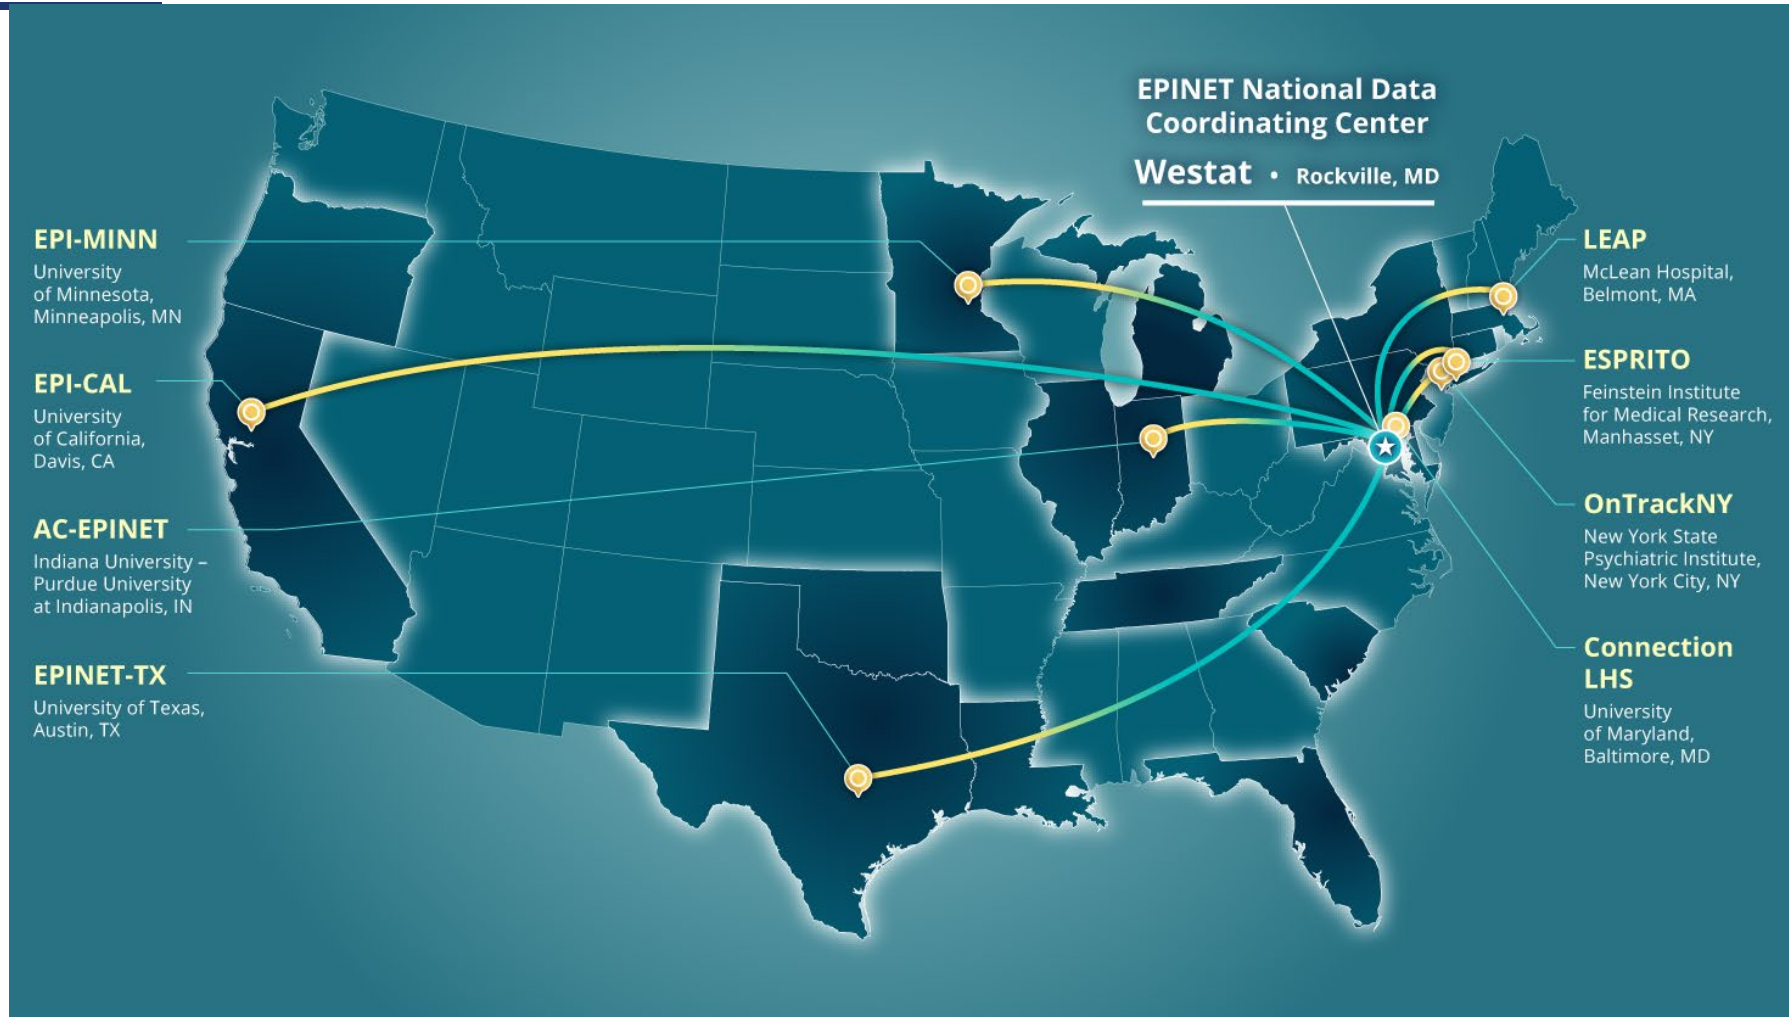 EPINET National Data
Coordinating Center
Westat • Rockville, MD
EPI-MINN
University
of Minnesota,
Minneapolis, MN
EPI-CAL
University
of California,
Davis, CA
AC-EPINET
Indiana University –
Purdue University
at Indianapolis, IN
EPINET-TX
University of Texas,
Austin, TX
LEAP
McLean Hospital,
Belmont, MA
ESPRITO
Feinstein Institute
for Medical Research,
Manhasset, NY
OnTrackNY
New York State
Psychiatric Institute,
New York City, NY
Connection
LHS
University
of Maryland,
Baltimore, MD